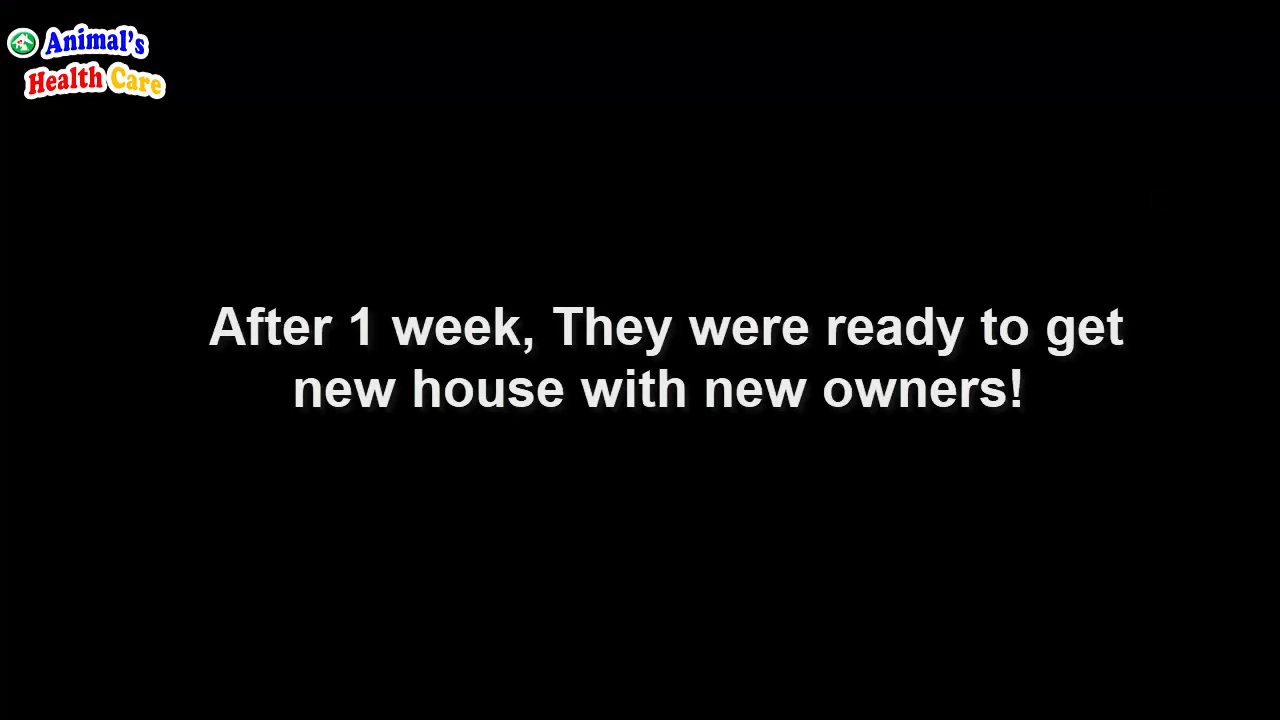 Animal's
Health Care
After 1 week, They were ready to get
new house with new owners!